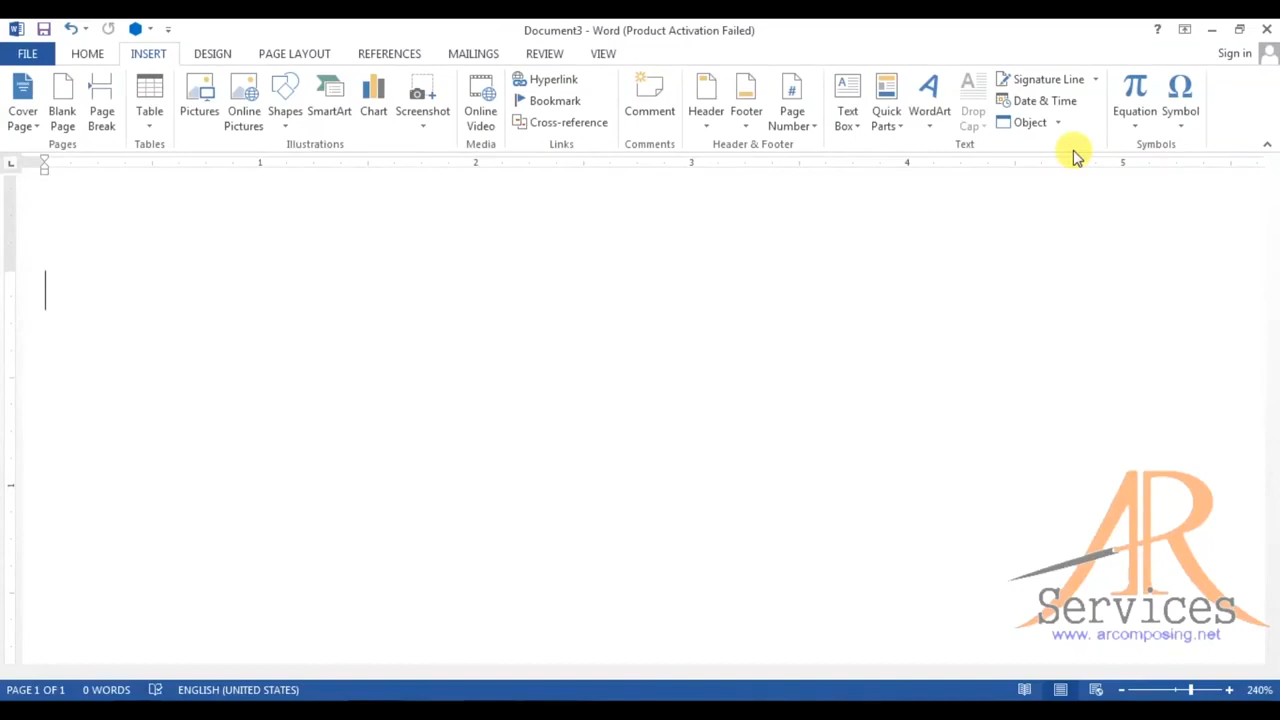 Document3 - Word (Product Activation Failed)
?
FILE HOME INSERT DESIGN PAGE LAYOUT REFERENCES MAILINGS REVIEW VIEW Sign in
Cover Page
Blank Page
Page Break
Pages
Table
Tables
Pictures
Online Pictures
Shapes
SmartArt
Chart
Screenshot
Illustrations
Online Video
Media
Hyperlink
Bookmark
Cross-reference
Links
Comment
Comments
Header
Footer
Page Number
Header & Footer
Text Box
Quick Parts
WordArt
Drop Cap
Signature Line
Date & Time
Object
Text
Equation
Symbol
Symbols
1 2 3 4 5
1
AR
Services
www. arcomposing.net
PAGE 1 OF 1 0 WORDS ENGLISH (UNITED STATES) 240%